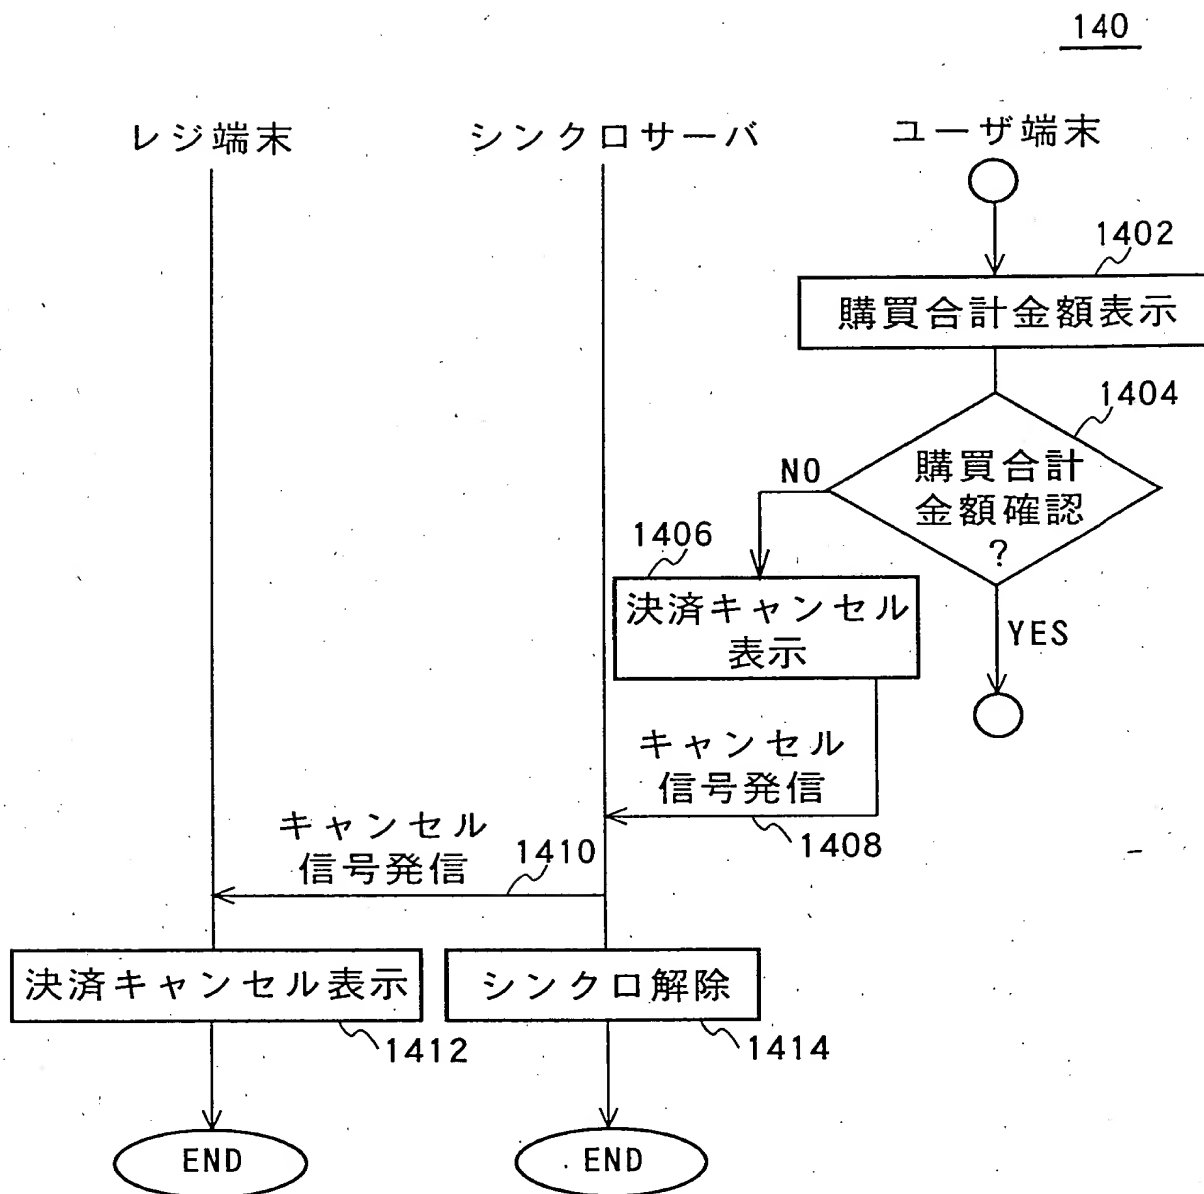 140
レジ端末
シンクロサーバ
ユーザ端末
1402
購買合計金額表示
1404
購買合計
金額確認
?
NO
YES
1406
決済キャンセル
表示
キャンセル
信号発信
1408
キャンセル
信号発信
1410
決済キャンセル表示
1412
シンクロ解除
1414
END
END